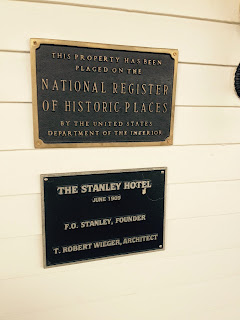 THIS PROPERTY HAS BEEN
PLACED ON THE
NATIONAL REGISTER
OF HISTORIC PLACES
BY THE UNITED STATES
DEPARTMENT OF THE INTERIOR
THE STANLEY HOTEL
JUNE 1909
F.O. STANLEY, FOUNDER
T. ROBERT WIEGER, ARCHITECT